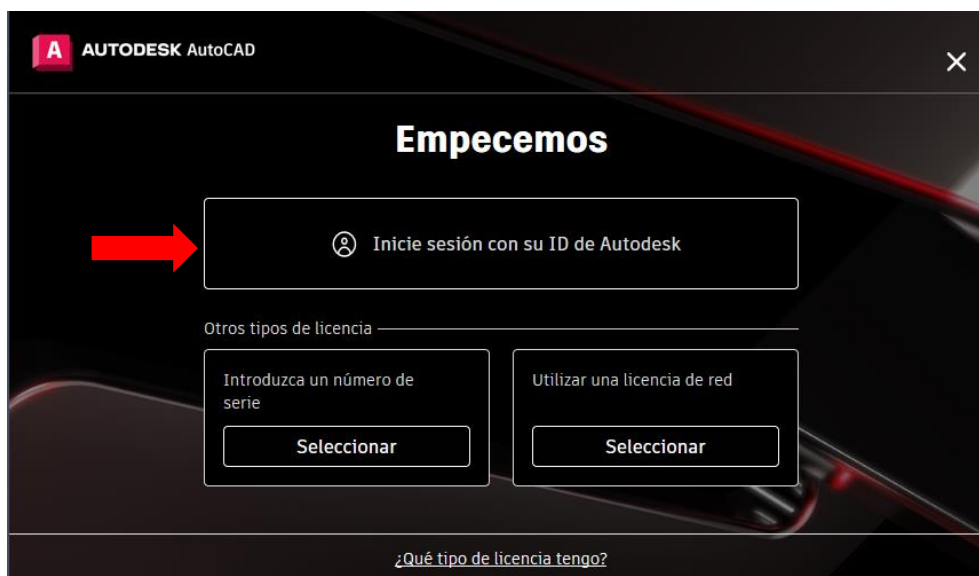 A AUTODESK AutoCAD
Empecemos
Inicie sesión con su ID de Autodesk
Otros tipos de licencia
Introduzca un número de
serie
Seleccionar
Utilizar una licencia de red
Seleccionar
¿Qué tipo de licencia tengo?